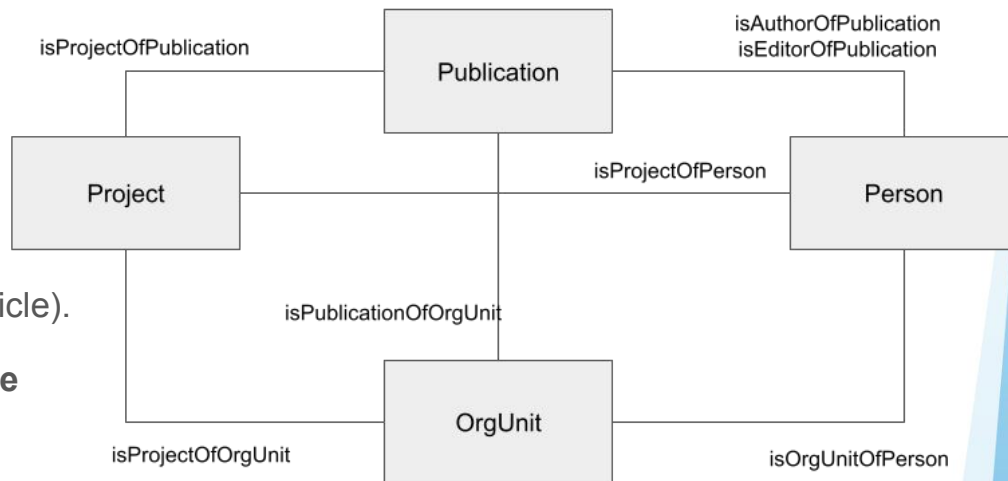 isAuthorOfPublication
isEditorOfPublication
isProjectOfPublication
Publication
isProjectOfPerson
Project
Person
icle).
isPublicationOfOrgUnit
e
OrgUnit
isProjectOfOrgUnit
isOrgUnitOfPerson